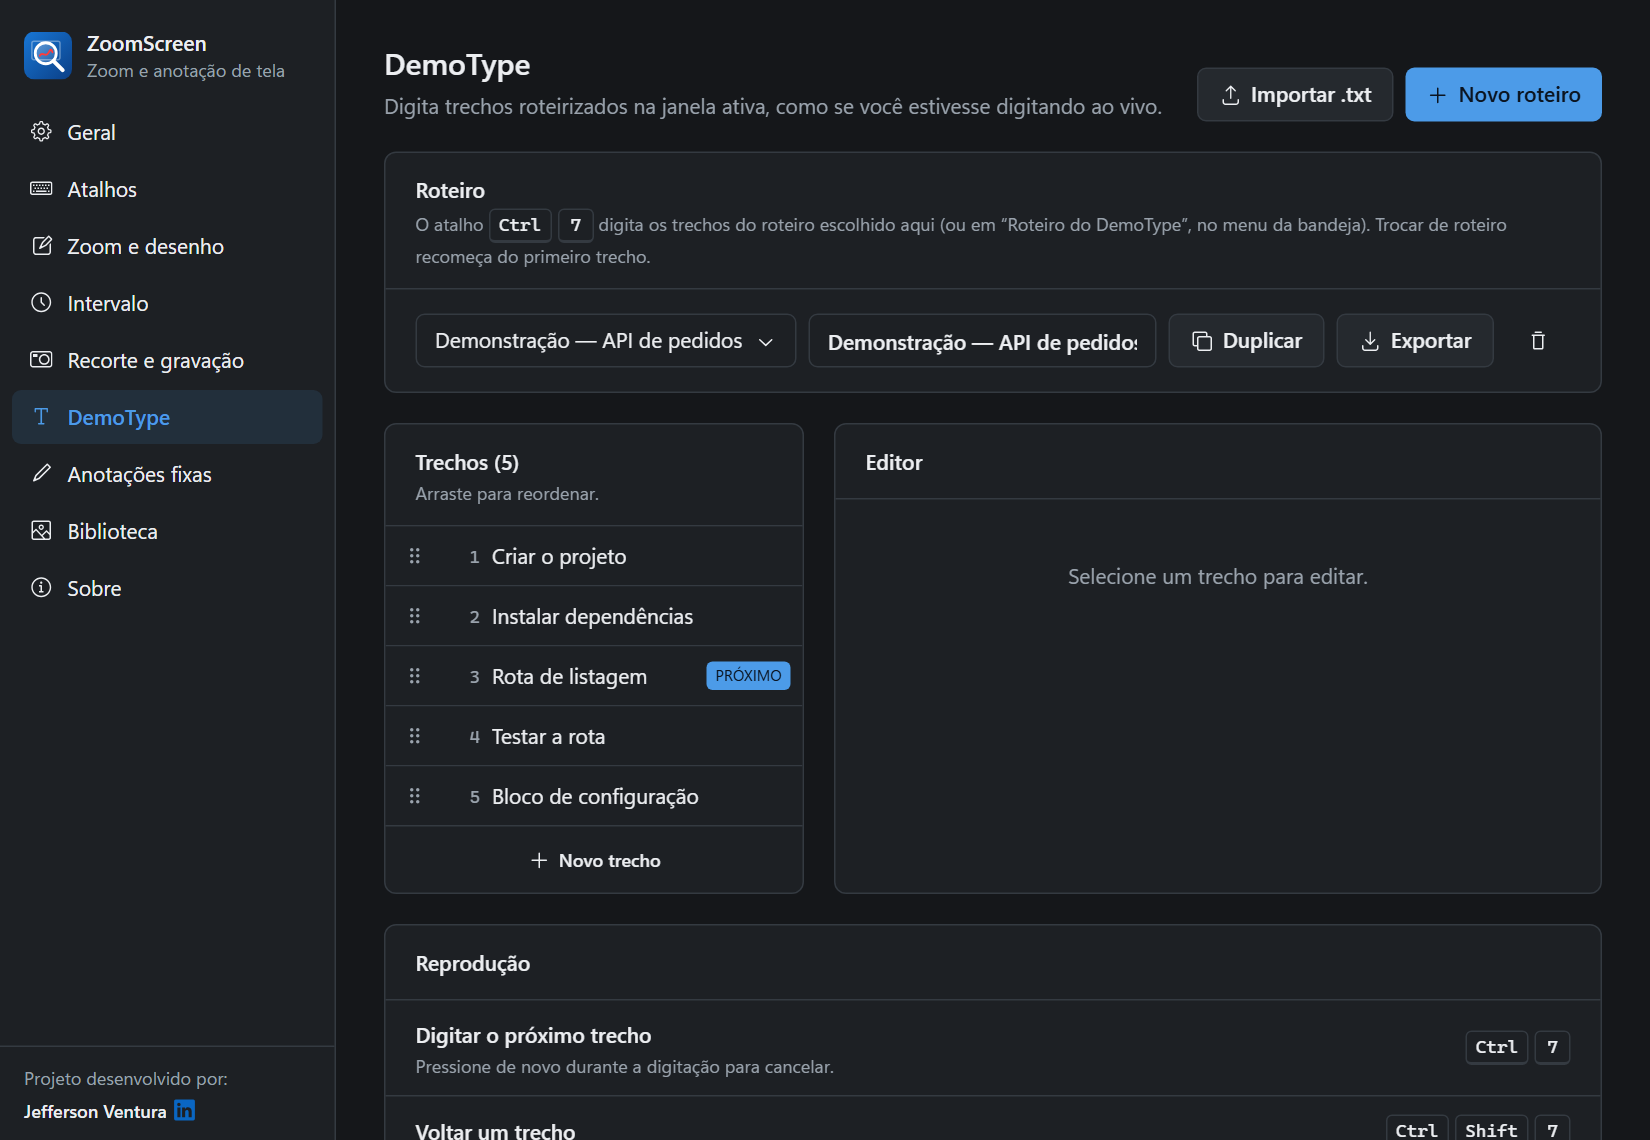 ZoomScreen
Zoom e anotação de tela
Geral
Atalhos
Zoom e desenho
Intervalo
Recorte e gravação
DemoType
Anotações fixas
Biblioteca
Sobre
Projeto desenvolvido por:
Jefferson Ventura in
DemoType
Digita trechos roteirizados na janela ativa, como se você estivesse digitando ao vivo.
Importar .txt
Novo roteiro
Roteiro
O atalho Ctrl 7 digita os trechos do roteiro escolhido aqui (ou em “Roteiro do DemoType”, no menu da bandeja). Trocar de roteiro
recomeça do primeiro trecho.
Demonstração — API de pedidos
Demonstração — API de pedidos
Duplicar
Exportar
Trechos (5)
Arraste para reordenar.
1 Criar o projeto
2 Instalar dependências
3 Rota de listagem PRÓXIMO
4 Testar a rota
5 Bloco de configuração
Novo trecho
Editor
Selecione um trecho para editar.
Reprodução
Digitar o próximo trecho
Pressione de novo durante a digitação para cancelar.
Ctrl 7
Voltar um trecho
Ctrl Shift 7